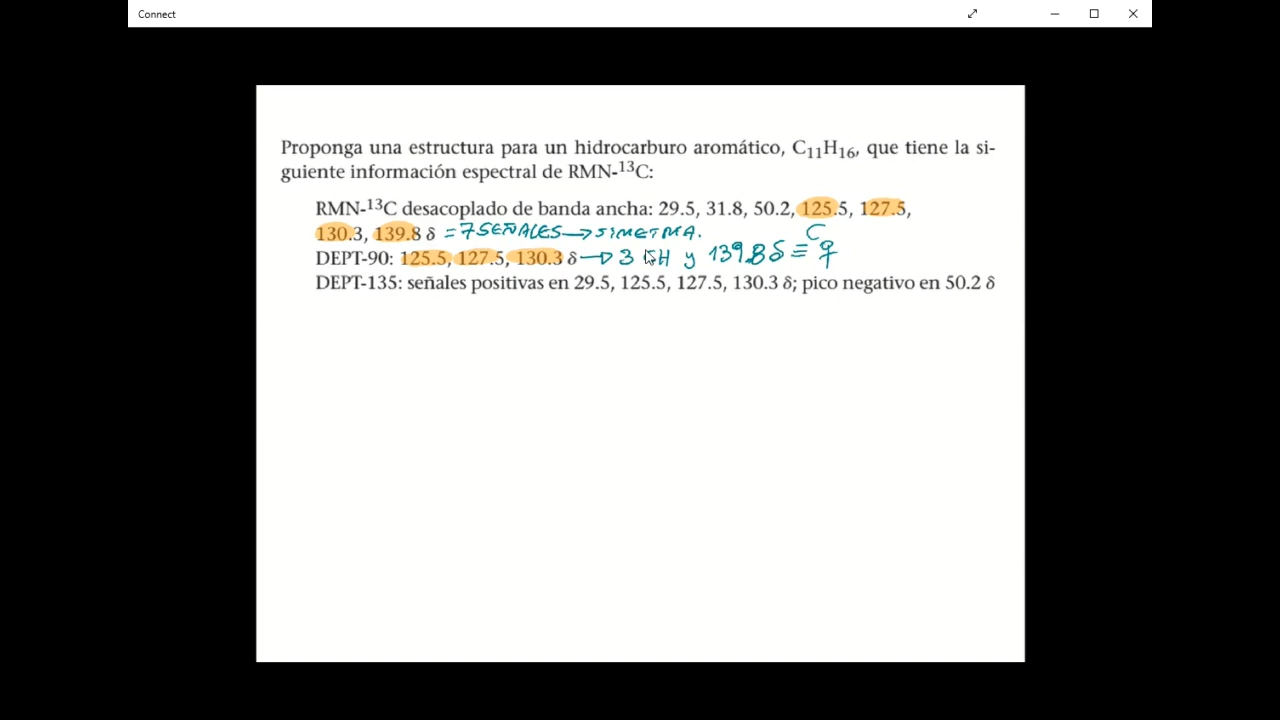 Connect
Proponga una estructura para un hidrocarburo aromático, C₁₁H₁₆, que tiene la si-
guiente información espectral de RMN-¹³C:
RMN-¹³C desacoplado de banda ancha: 29.5, 31.8, 50.2, 125.5, 127.5,
130.3, 139.8 δ = 7 SEÑALES → SIMETRIA.
DEPT-90: 125.5, 127.5, 130.3 δ → 3 CH y 139.8 δ = C q
DEPT-135: señales positivas en 29.5, 125.5, 127.5, 130.3 δ; pico negativo en 50.2 δ